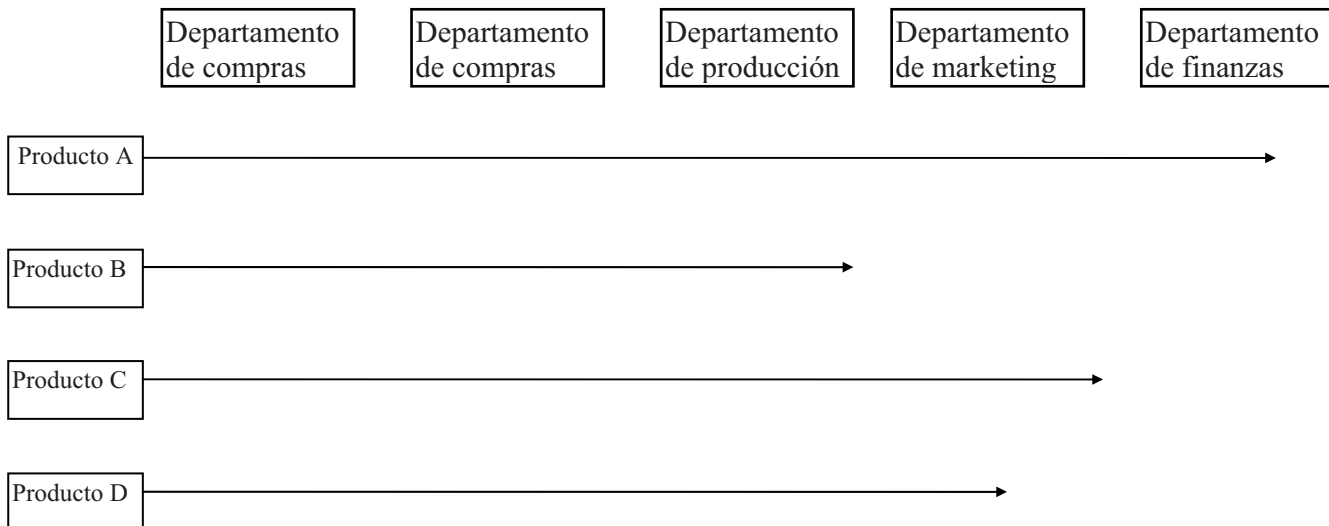 Departamento
de compras
Departamento
de compras
Departamento
de producción
Departamento
de marketing
Departamento
de finanzas
Producto A
Producto B
Producto C
Producto D